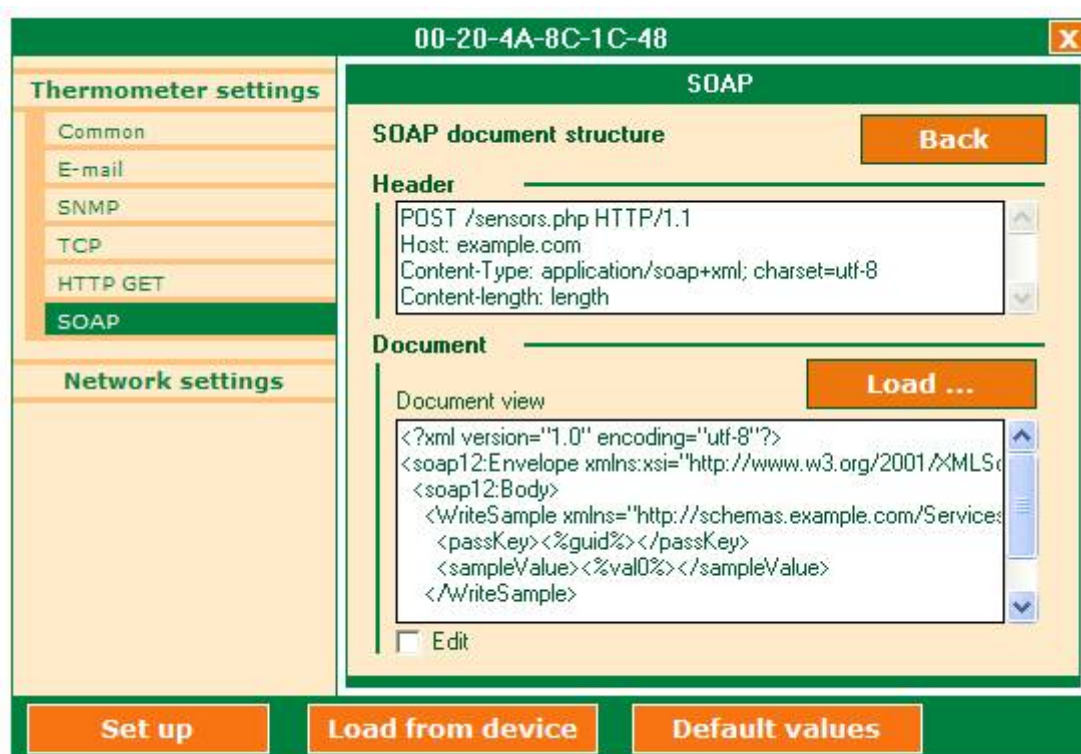 00-20-4A-8C-1C-48
X
Thermometer settings
Common
E-mail
SNMP
TCP
HTTP GET
SOAP
Network settings
SOAP
SOAP document structure
Back
Header
POST /sensors.php HTTP/1.1
Host: example.com
Content-Type: application/soap+xml; charset=utf-8
Content-length: length
Document
Load ...
Document view
<?xml version="1.0" encoding="utf-8"?>
<soap12:Envelope xmlns:xsi="http://www.w3.org/2001/XMLSc
<soap12:Body>
<WriteSample xmlns="http://schemas.example.com/Services
<passKey><%guid%></passKey>
<sampleValue><%val0%></sampleValue>
</WriteSample>
Edit
Set up
Load from device
Default values